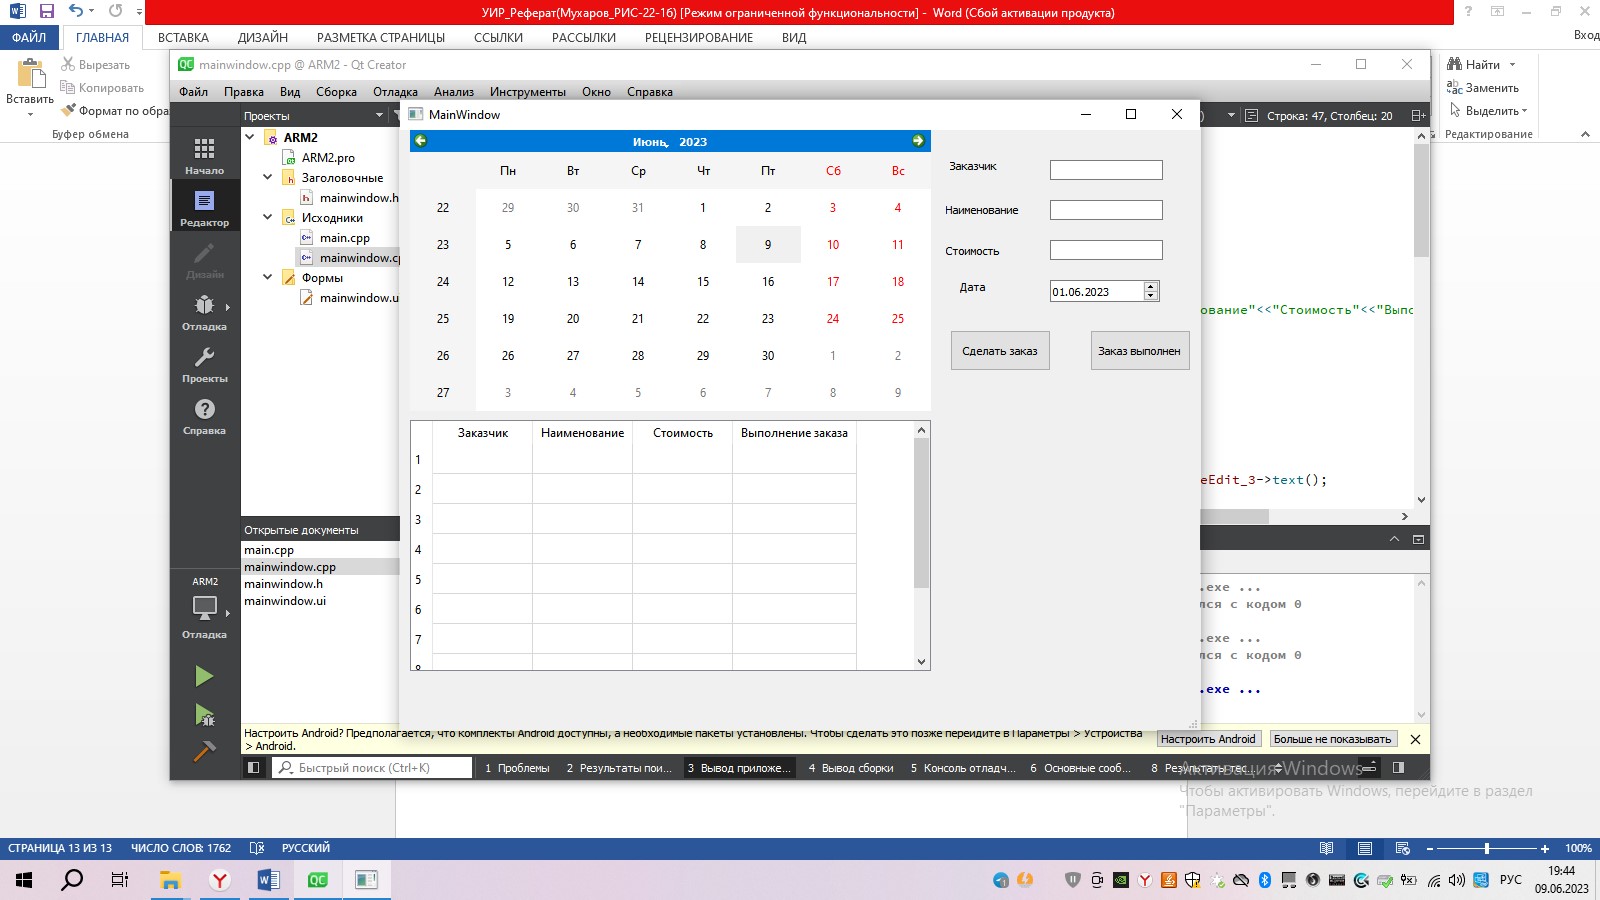 УИР_Реферат(Мухаров_РИС-22-1б) [Режим ограниченной функциональности] - Word (Сбой активации продукта)
ФАЙЛ ГЛАВНАЯ ВСТАВКА ДИЗАЙН РАЗМЕТКА СТРАНИЦЫ ССЫЛКИ РАССЫЛКИ РЕЦЕНЗИРОВАНИЕ ВИД Вход
Вставить
Вырезать
Копировать
Формат по обра
Буфер обмена
Найти
Заменить
Выделить
Редактирование
mainwindow.cpp @ ARM2 - Qt Creator
Файл Правка Вид Сборка Отладка Анализ Инструменты Окно Справка
Проекты
Строка: 47, Столбец: 20
Начало
Редактор
Дизайн
Отладка
Проекты
Справка
ARM2
Отладка
ARM2
ARM2.pro
Заголовочные
mainwindow.h
Исходники
main.cpp
mainwindow.c
Формы
mainwindow.u
Открытые документы
main.cpp
mainwindow.cpp
mainwindow.h
mainwindow.ui
MainWindow
Июнь, 2023
Пн Вт Ср Чт Пт Сб Вс
22 29 30 31 1 2 3 4
23 5 6 7 8 9 10 11
24 12 13 14 15 16 17 18
25 19 20 21 22 23 24 25
26 26 27 28 29 30 1 2
27 3 4 5 6 7 8 9
Заказчик
Наименование
Стоимость
Дата 01.06.2023
Сделать заказ Заказ выполнен
Заказчик Наименование Стоимость Выполнение заказа
1
2
3
4
5
6
7
8
ование"<<"Стоимость"<<"Вып
eEdit_3->text();
.exe ...
лся с кодом 0
.exe ...
лся с кодом 0
.exe ...
Настроить Android? Предполагается, что комплекты Android доступны, а необходимые пакеты установлены. Чтобы сделать это позже перейдите в Параметры > Устройства
> Android.
Настроить Android Больше не показывать
Быстрый поиск (Ctrl+K) 1 Проблемы 2 Результаты пои... 3 Вывод приложе... 4 Вывод сборки 5 Консоль отладч... 6 Основные сооб... 8 Результаты тес...
Активация Windows
Чтобы активировать Windows, перейдите в раздел
"Параметры".
СТРАНИЦА 13 ИЗ 13 ЧИСЛО СЛОВ: 1762 РУССКИЙ 100%
РУС
19:44
09.06.2023